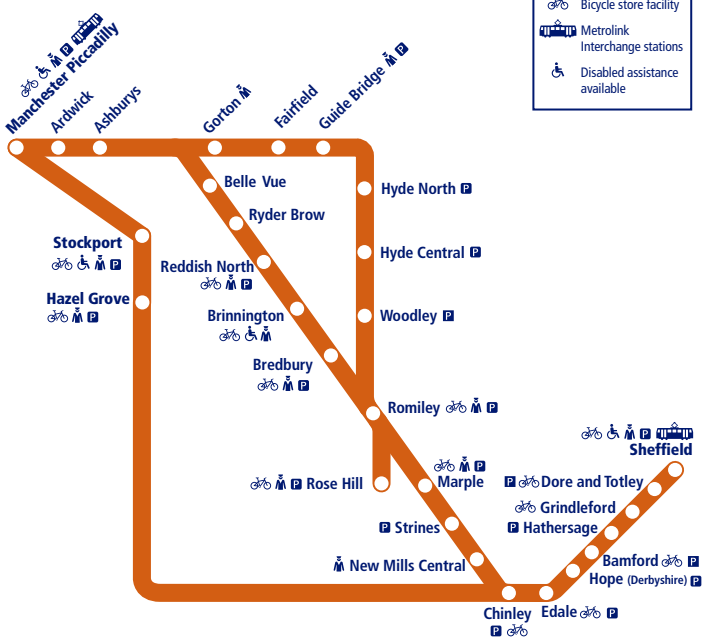 Bicycle store facility
Metrolink
Interchange stations
Disabled assistance
available
Manchester Piccadilly
Ardwick
Ashburys
Gorton
Fairfield
Guide Bridge P
P
Belle Vue
Hyde North P
Ryder Brow
Stockport
P
Hyde Central P
Reddish North
P
Hazel Grove
P
Brinnington
Woodley P
Bredbury
P
Romiley P
P
Sheffield
P
P Rose Hill
Marple
P Dore and Totley
Grindleford
P Strines
P Hathersage
New Mills Central
Bamford P
Hope (Derbyshire) P
Chinley
P
Edale P